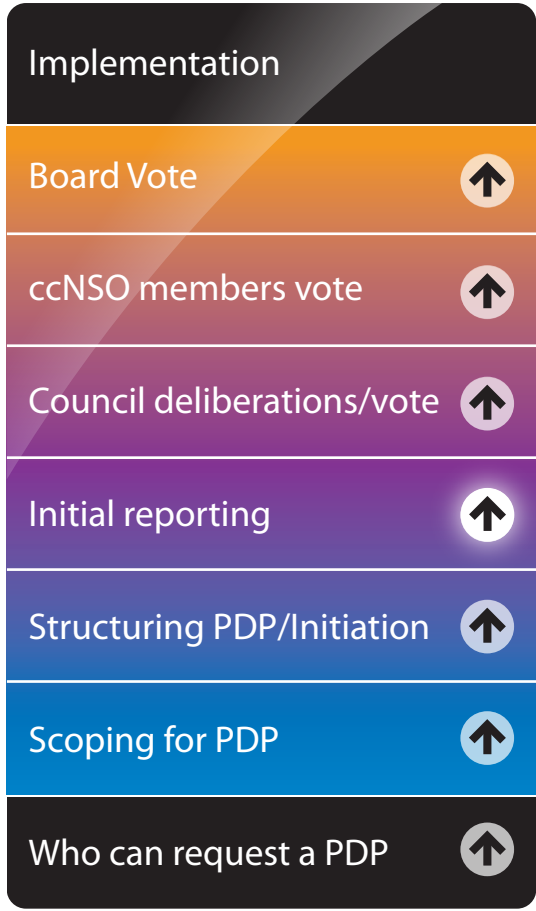 Implementation
Board Vote
ccNSO members vote
Council deliberations/vote
Initial reporting
Structuring PDP/Initiation
Scoping for PDP
Who can request a PDP